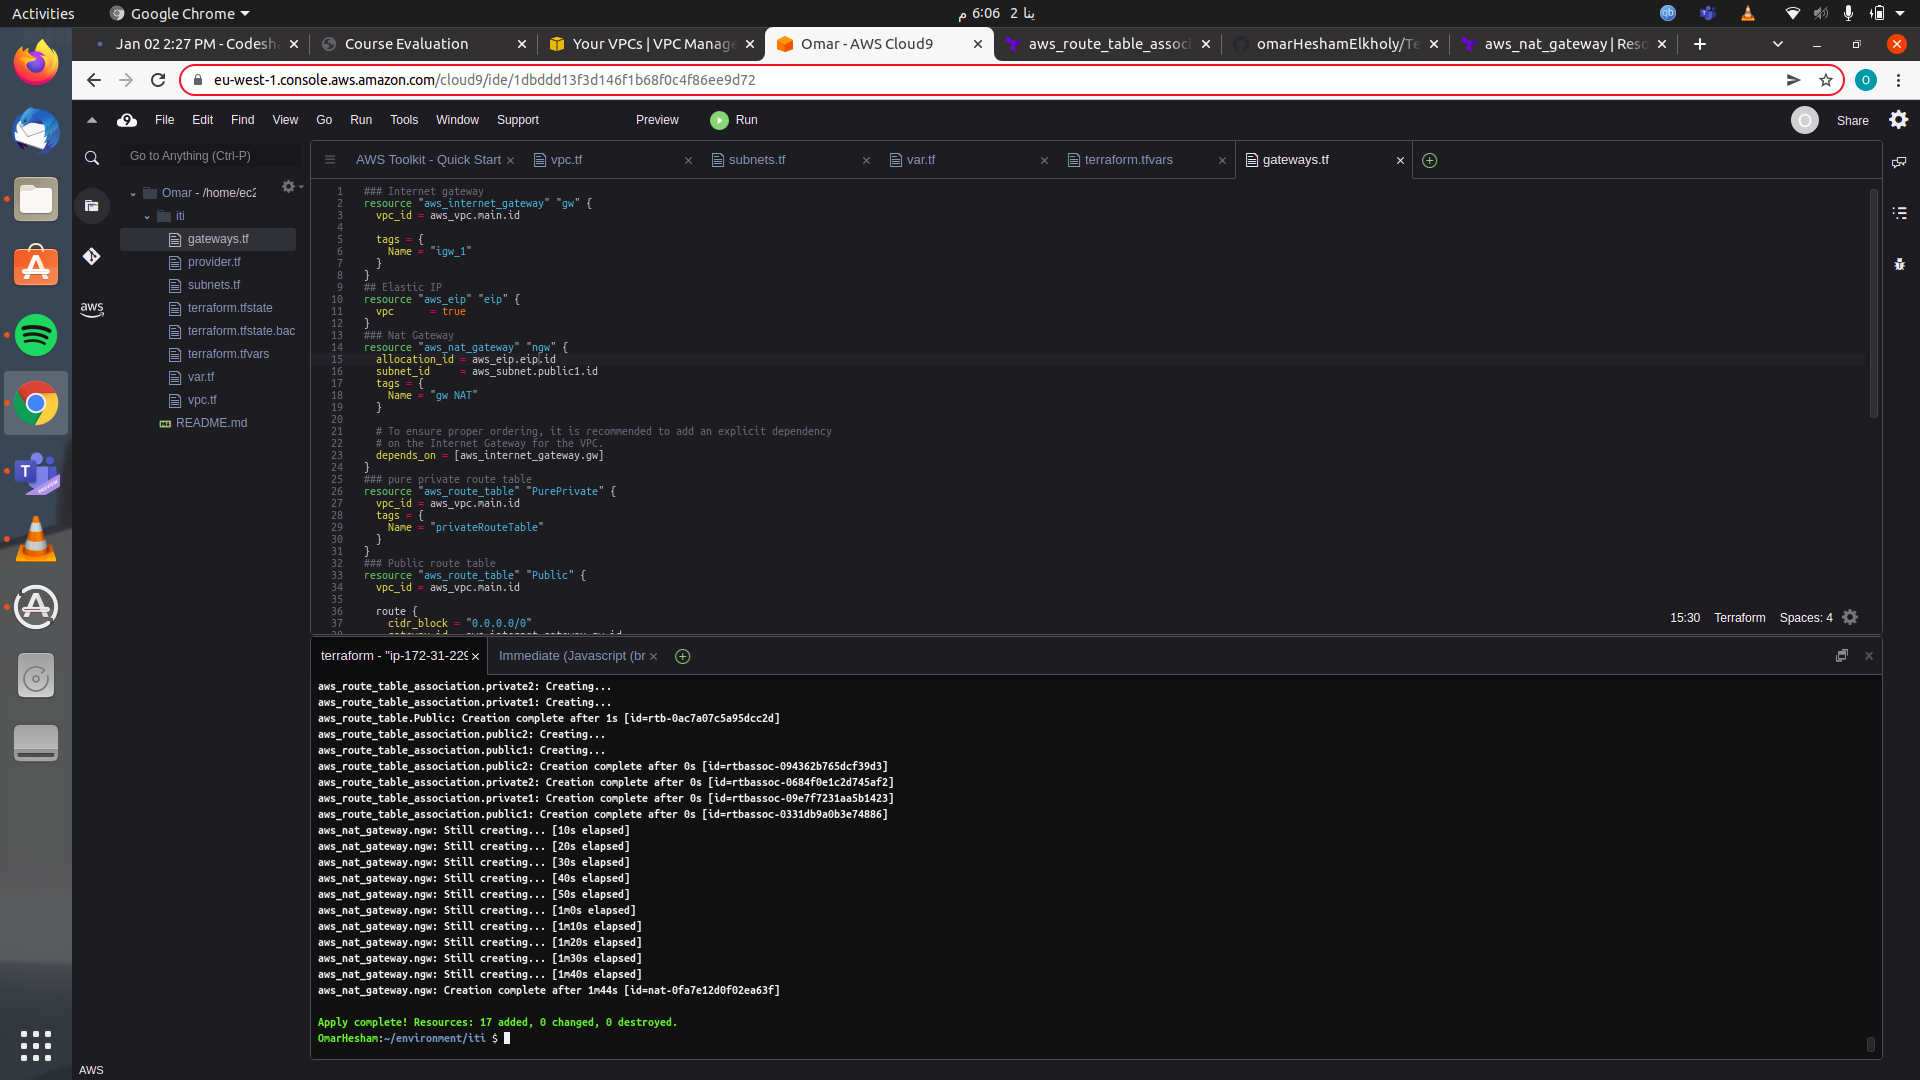 Activities
Google Chrome
2 ينا 6:06 م
Jan 02 2:27 PM - Codesha
Course Evaluation
Your VPCs | VPC Manage
Omar - AWS Cloud9
aws_route_table_associ
omarHeshamElkholy/Te
aws_nat_gateway | Reso
eu-west-1.console.aws.amazon.com/cloud9/ide/1dbddd13f3d146f1b68f0c4f86ee9d72
O
File Edit Find View Go Run Tools Window Support Preview Run
O Share
Go to Anything (Ctrl-P)
AWS Toolkit - Quick Start
vpc.tf
subnets.tf
var.tf
terraform.tfvars
gateways.tf
Omar - /home/ec2
iti
gateways.tf
provider.tf
subnets.tf
terraform.tfstate
terraform.tfstate.bac
terraform.tfvars
var.tf
vpc.tf
README.md
aws
1 ### Internet gateway
2 resource "aws_internet_gateway" "gw" {
3   vpc_id = aws_vpc.main.id
4
5   tags = {
6     Name = "igw_1"
7   }
8 }
9 ## Elastic IP
10 resource "aws_eip" "eip" {
11   vpc      = true
12 }
13 ### Nat Gateway
14 resource "aws_nat_gateway" "ngw" {
15   allocation_id = aws_eip.eip.id
16   subnet_id     = aws_subnet.public1.id
17   tags = {
18     Name = "gw NAT"
19   }
20
21   # To ensure proper ordering, it is recommended to add an explicit dependency
22   # on the Internet Gateway for the VPC.
23   depends_on = [aws_internet_gateway.gw]
24 }
25 ### pure private route table
26 resource "aws_route_table" "PurePrivate" {
27   vpc_id = aws_vpc.main.id
28   tags = {
29     Name = "privateRouteTable"
30   }
31 }
32 ### Public route table
33 resource "aws_route_table" "Public" {
34   vpc_id = aws_vpc.main.id
35
36   route {
37     cidr_block = "0.0.0.0/0"
15:30 Terraform Spaces: 4
terraform - "ip-172-31-229
Immediate (Javascript (br
aws_route_table_association.private2: Creating...
aws_route_table_association.private1: Creating...
aws_route_table.Public: Creation complete after 1s [id=rtb-0ac7a07c5a95dcc2d]
aws_route_table_association.public2: Creating...
aws_route_table_association.public1: Creating...
aws_route_table_association.public2: Creation complete after 0s [id=rtbassoc-094362b765dcf39d3]
aws_route_table_association.private2: Creation complete after 0s [id=rtbassoc-0684f0e1c2d745af2]
aws_route_table_association.private1: Creation complete after 0s [id=rtbassoc-09e7f7231aa5b1423]
aws_route_table_association.public1: Creation complete after 0s [id=rtbassoc-0331db9a0b3e74886]
aws_nat_gateway.ngw: Still creating... [10s elapsed]
aws_nat_gateway.ngw: Still creating... [20s elapsed]
aws_nat_gateway.ngw: Still creating... [30s elapsed]
aws_nat_gateway.ngw: Still creating... [40s elapsed]
aws_nat_gateway.ngw: Still creating... [50s elapsed]
aws_nat_gateway.ngw: Still creating... [1m0s elapsed]
aws_nat_gateway.ngw: Still creating... [1m10s elapsed]
aws_nat_gateway.ngw: Still creating... [1m20s elapsed]
aws_nat_gateway.ngw: Still creating... [1m30s elapsed]
aws_nat_gateway.ngw: Still creating... [1m40s elapsed]
aws_nat_gateway.ngw: Creation complete after 1m44s [id=nat-0fa7e12d0f02ea63f]
Apply complete! Resources: 17 added, 0 changed, 0 destroyed.
OmarHesham:~/environment/iti $
AWS